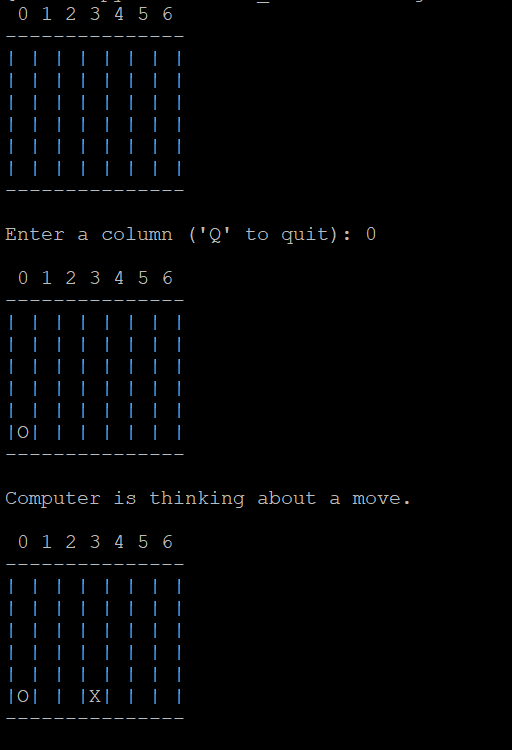 0 1 2 3 4 5 6
---------------
| | | | | | | |
| | | | | | | |
| | | | | | | |
| | | | | | | |
| | | | | | | |
| | | | | | | |
---------------
Enter a column ('Q' to quit): 0
 0 1 2 3 4 5 6
---------------
| | | | | | | |
| | | | | | | |
| | | | | | | |
| | | | | | | |
| | | | | | | |
|O| | | | | | |
---------------
Computer is thinking about a move.
 0 1 2 3 4 5 6
---------------
| | | | | | | |
| | | | | | | |
| | | | | | | |
| | | | | | | |
| | | | | | | |
|O| | |X| | | |
---------------